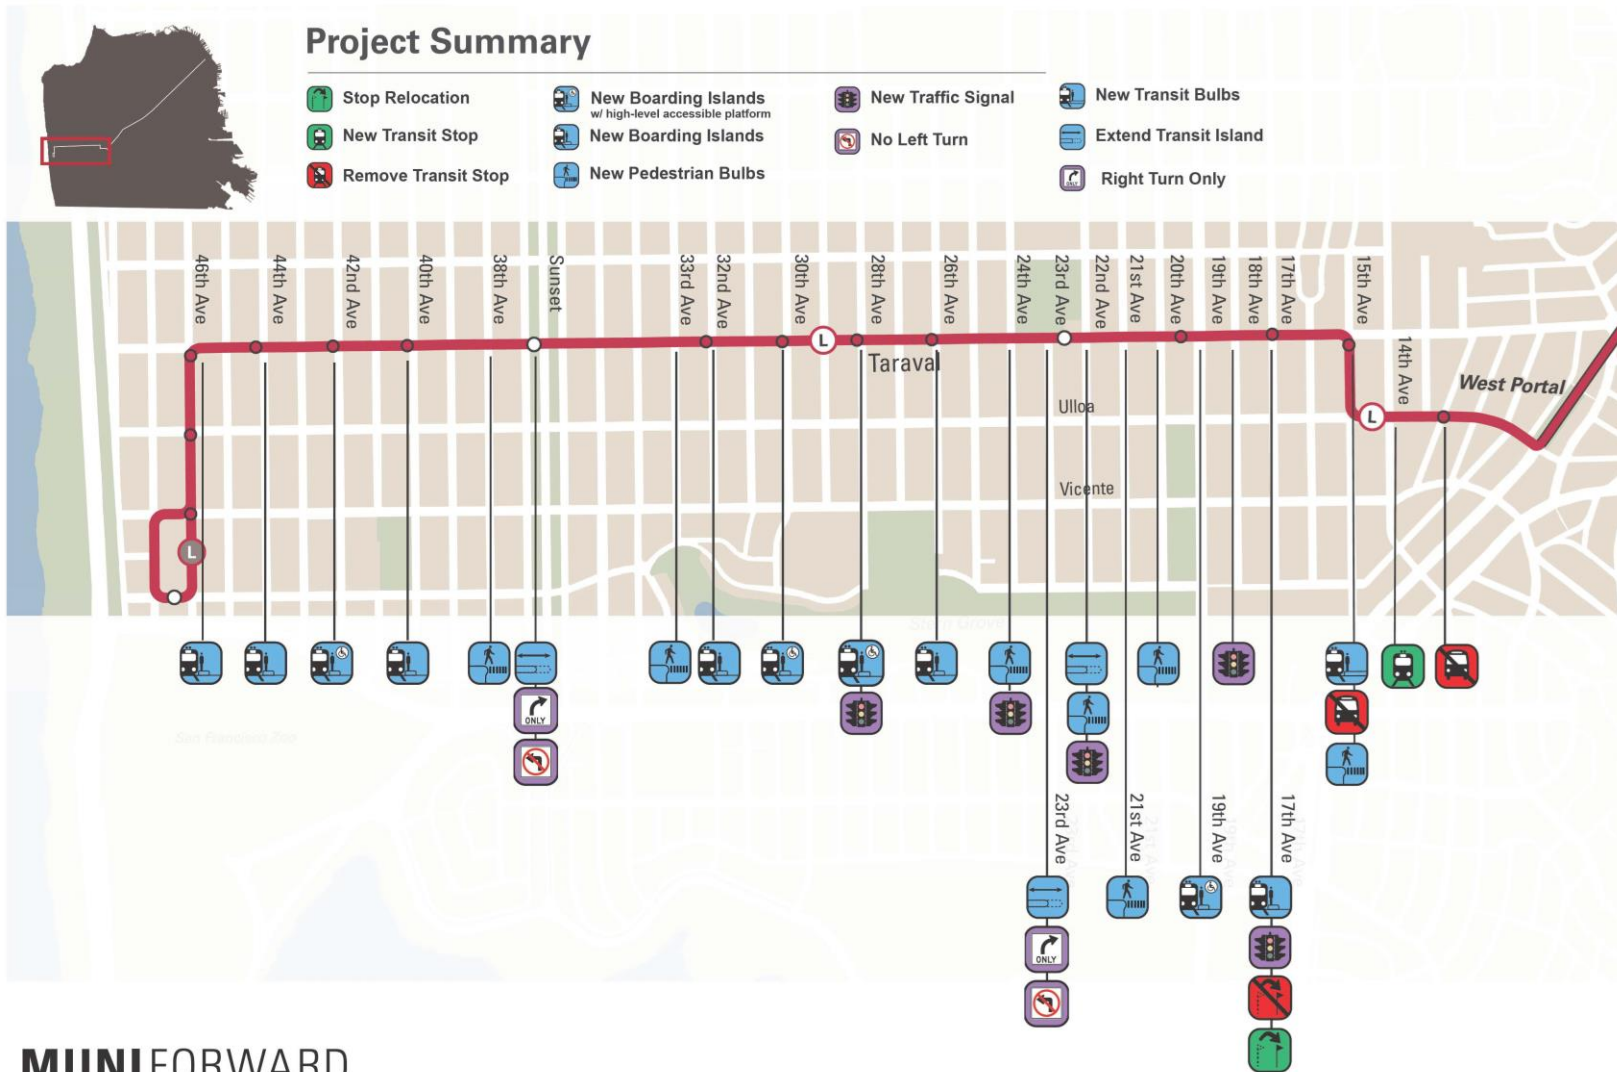 Project Summary
Stop Relocation
New Transit Stop
Remove Transit Stop
New Boarding Islands
w/ high-level accessible platform
New Boarding Islands
New Pedestrian Bulbs
New Traffic Signal
No Left Turn
New Transit Bulbs
Extend Transit Island
ONLY
Right Turn Only
46th Ave
44th Ave
42nd Ave
40th Ave
38th Ave
Sunset
33rd Ave
32nd Ave
30th Ave
28th Ave
26th Ave
24th Ave
23rd Ave
22nd Ave
21st Ave
20th Ave
19th Ave
18th Ave
17th Ave
15th Ave
14th Ave
L
Taraval
West Portal
L
Ulloa
Vicente
L
Stern Grove
ONLY
San Francisco Zoo
23rd Ave
21st Ave
19th Ave
17th Ave
ONLY
MUNI FORWARD